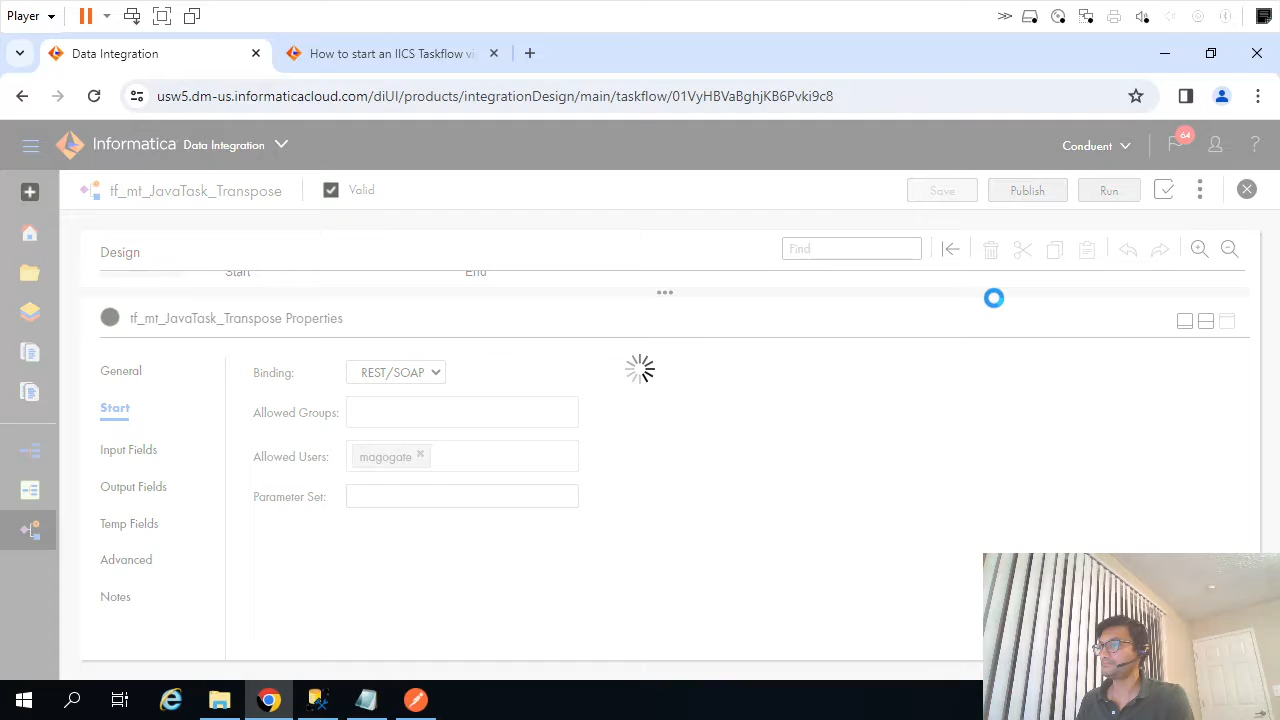 Player
Data Integration
How to start an IICS Taskflow vi
usw5.dm-us.informaticacloud.com/diUI/products/integrationDesign/main/taskflow/01VyHBVaBghjKB6Pvki9c8
Informatica Data Integration
Conduent
64
tf_mt_JavaTask_Transpose
Valid
Save
Publish
Run
Design
Find
Start
End
tf_mt_JavaTask_Transpose Properties
General
Binding:
REST/SOAP
Start
Allowed Groups:
Input Fields
Allowed Users:
magogate
Output Fields
Parameter Set:
Temp Fields
Advanced
Notes